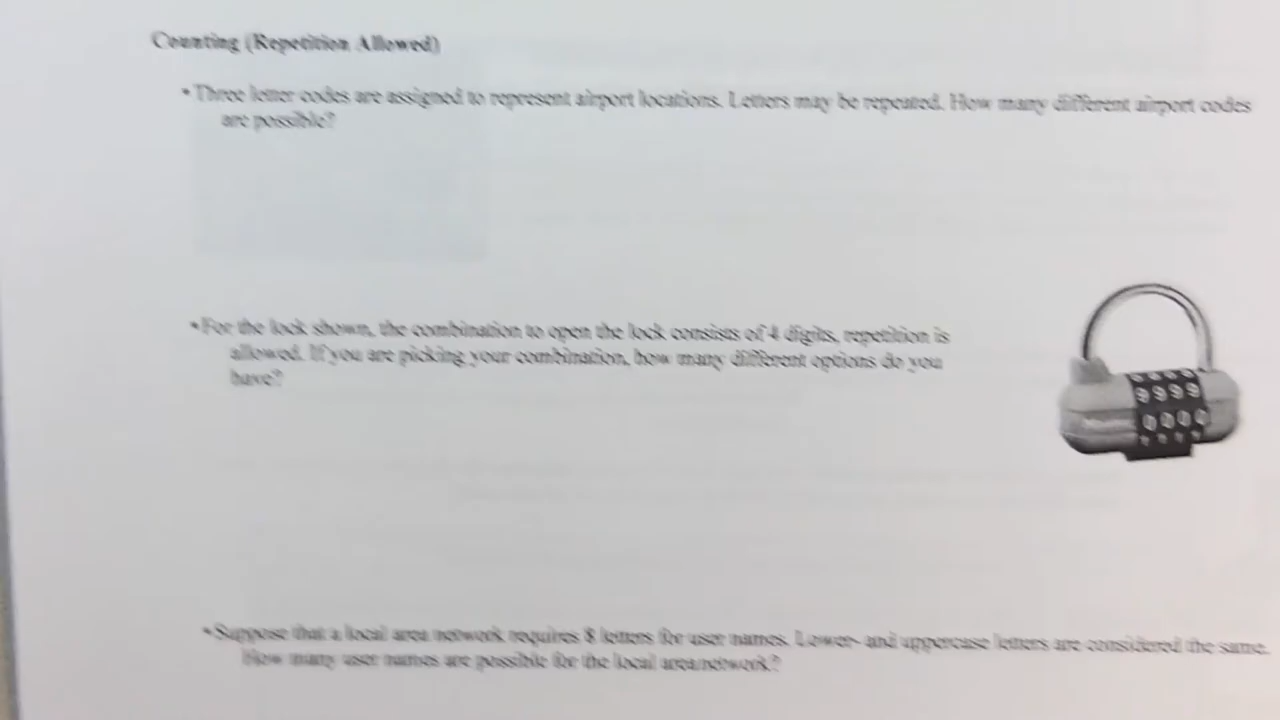 Counting (Repetition Allowed)
• Three letter codes are assigned to represent airport locations. Letters may be repeated. How many different airport codes
are possible?
• For the lock shown, the combination to open the lock consists of 4 digits, repetition is
allowed. If you are picking your combination, how many different options do you
have?
9999
0000
• Suppose that a local area network requires 8 letters for user names. Lower- and uppercase letters are considered the same.
How many user names are possible for the local area network?